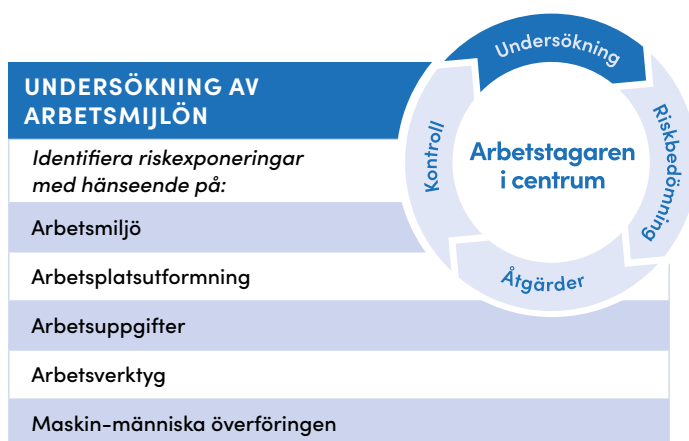 UNDERSÖKNING AV
ARBETSMIJLÖN
Identifiera riskexponeringar
med hänseende på:
Arbetsmiljö
Arbetsplatsutformning
Arbetsuppgifter
Arbetsverktyg
Maskin-människa överföringen
Undersökning
Riskbedömning
Åtgärder
Kontroll
Arbetstagaren
i centrum